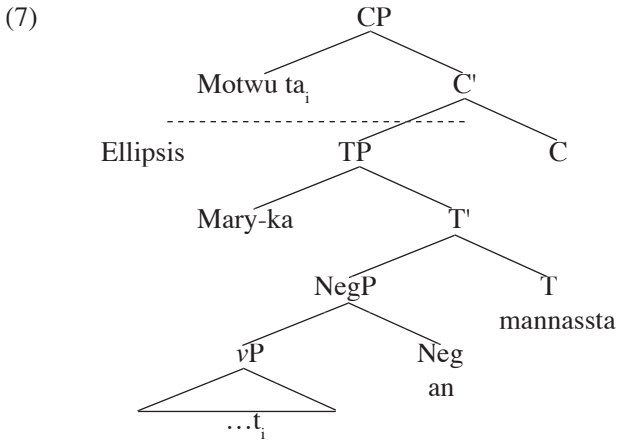 (7) CP
Motwu ta_i C'
Ellipsis TP C
Mary-ka T'
NegP T
mannassta
vP Neg
an
…t_i